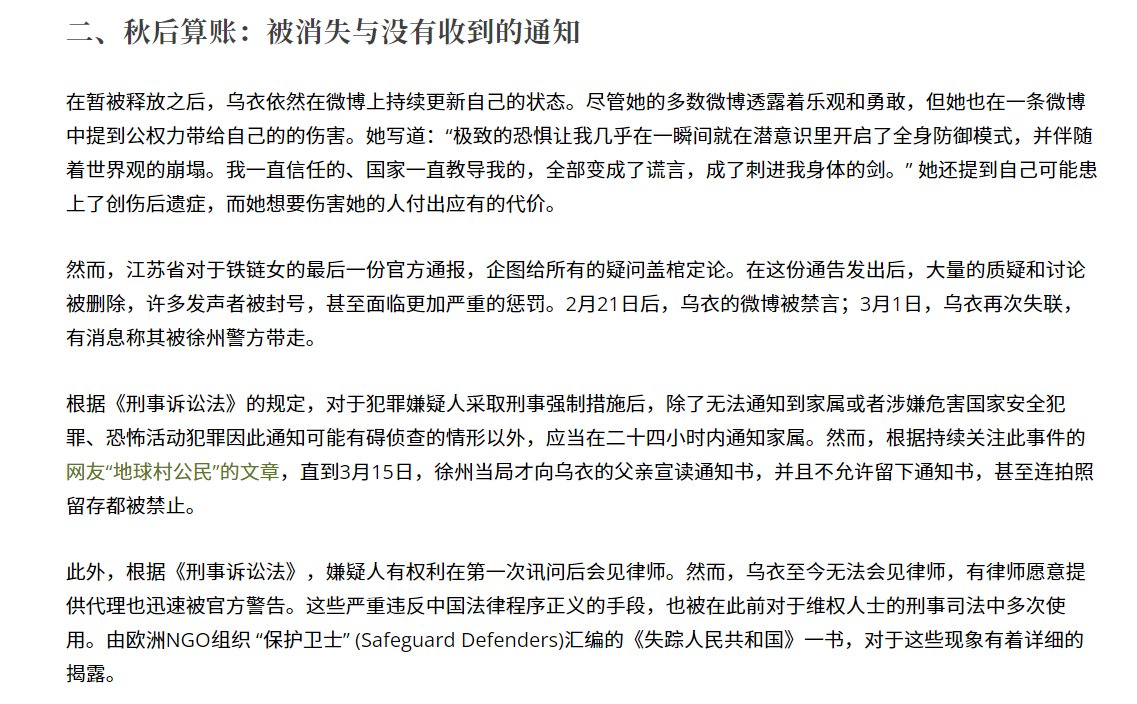 二、秋后算账：被消失与没有收到的通知
在暂被释放之后，乌衣依然在微博上持续更新自己的状态。尽管她的多数微博透露着乐观和勇敢，但她也在一条微博
中提到公权力带给自己的的伤害。她写道：“极致的恐惧让我几乎在一瞬间就在潜意识里开启了全身防御模式，并伴随
着世界观的崩塌。我一直信任的、国家一直教导我的，全部变成了谎言，成了刺进我身体的剑。” 她还提到自己可能患
上了创伤后遗症，而她想要伤害她的人付出应有的代价。
然而，江苏省对于铁链女的最后一份官方通报，企图给所有的疑问盖棺定论。在这份通告发出后，大量的质疑和讨论
被删除，许多发声者被封号，甚至面临更加严重的惩罚。2月21日后，乌衣的微博被禁言；3月1日，乌衣再次失联，
有消息称其被徐州警方带走。
根据《刑事诉讼法》的规定，对于犯罪嫌疑人采取刑事强制措施后，除了无法通知到家属或者涉嫌危害国家安全犯
罪、恐怖活动犯罪因此通知可能有碍侦查的情形以外，应当在二十四小时内通知家属。然而，根据持续关注此事件的
网友“地球村公民”的文章，直到3月15日，徐州当局才向乌衣的父亲宣读通知书，并且不允许留下通知书，甚至连拍照
留存都被禁止。
此外，根据《刑事诉讼法》，嫌疑人有权利在第一次讯问后会见律师。然而，乌衣至今无法会见律师，有律师愿意提
供代理也迅速被官方警告。这些严重违反中国法律程序正义的手段，也被在此前对于维权人士的刑事司法中多次使
用。由欧洲NGO组织 “保护卫士” (Safeguard Defenders)汇编的《失踪人民共和国》一书，对于这些现象有着详细的
揭露。